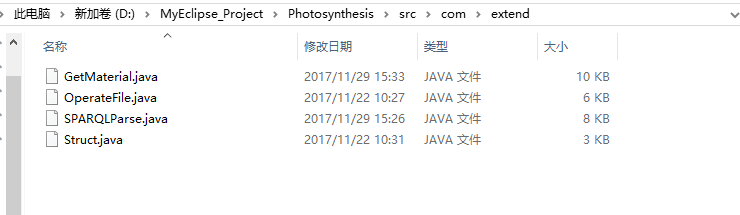 此电脑 > 新加卷 (D:) > MyEclipse_Project > Photosynthesis > src > com > extend
名称 修改日期 类型 大小
GetMaterial.java 2017/11/29 15:33 JAVA 文件 10 KB
OperateFile.java 2017/11/22 10:27 JAVA 文件 6 KB
SPARQLParse.java 2017/11/29 15:26 JAVA 文件 8 KB
Struct.java 2017/11/22 10:31 JAVA 文件 3 KB